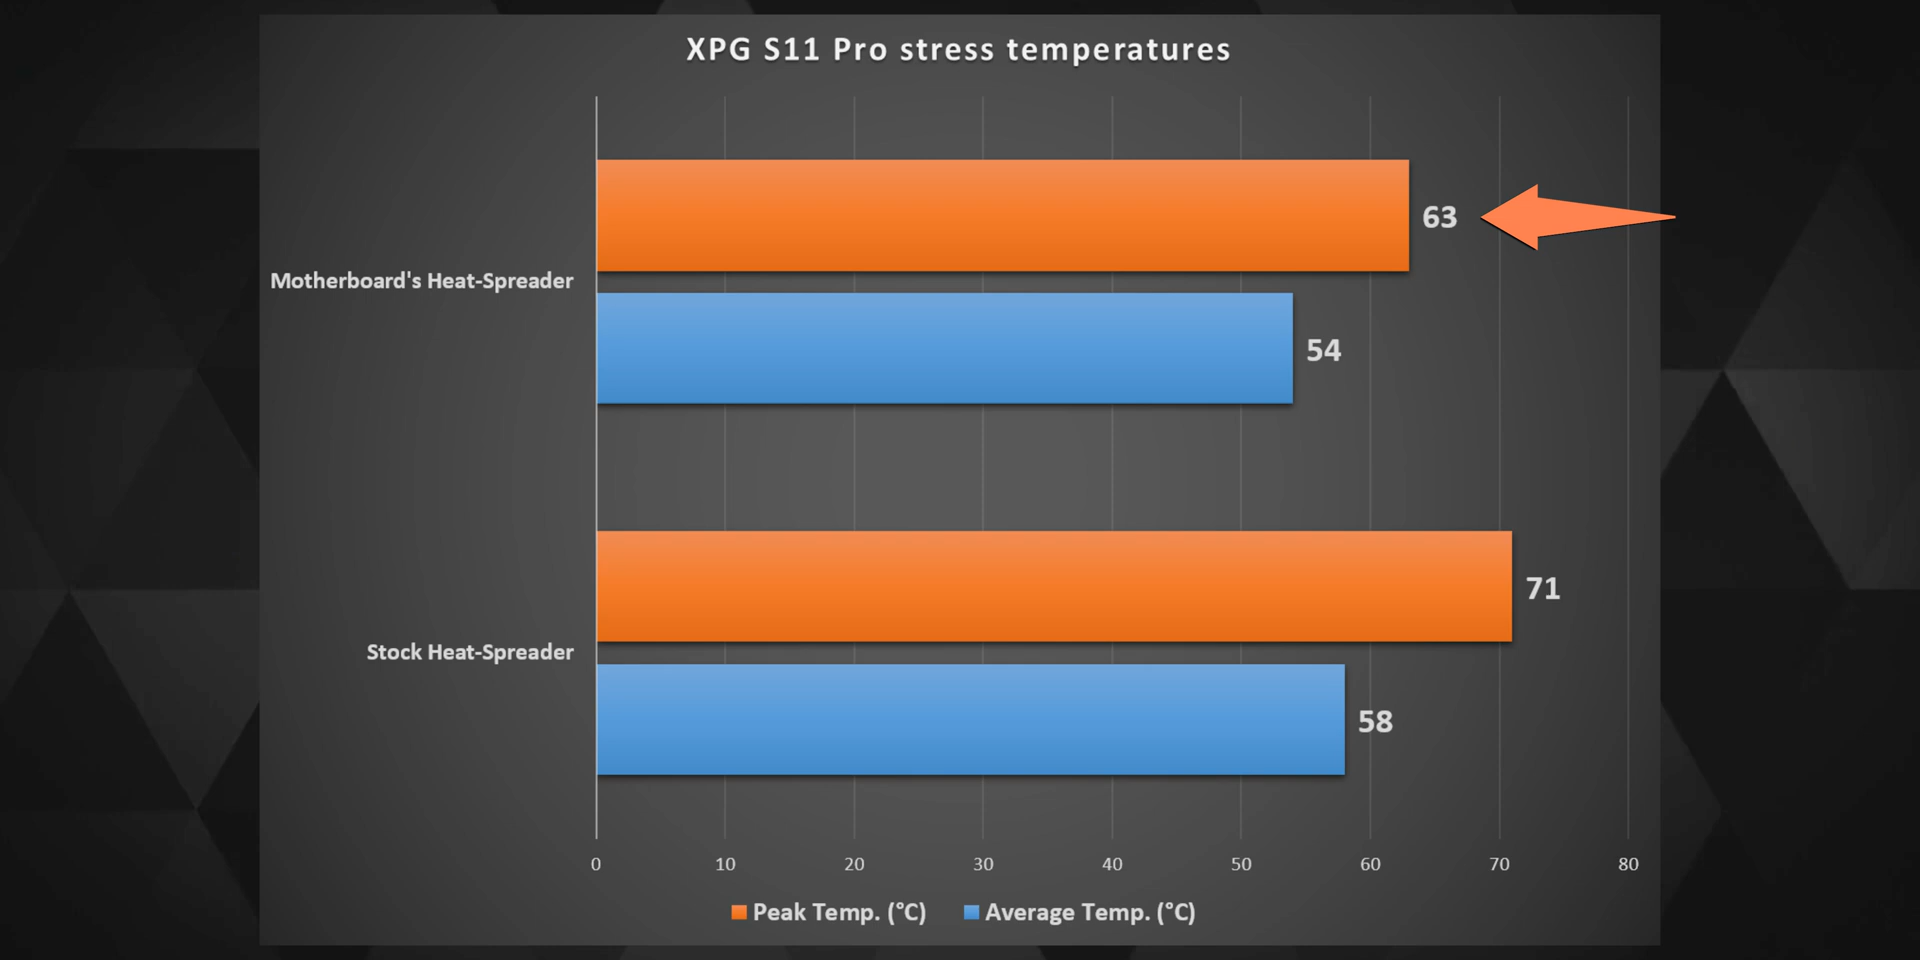 XPG S11 Pro stress temperatures
63
Motherboard's Heat-Spreader
54
71
Stock Heat-Spreader
58
0 10 20 30 40 50 60 70 80
Peak Temp. (°C) Average Temp. (°C)